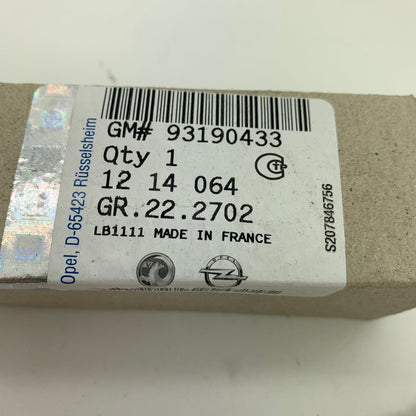 GM# 93190433
Qty 1
12 14 064
GR.22.2702
LB1111 MADE IN FRANCE
Opel, D-65423 Rüsselsheim
S207846756